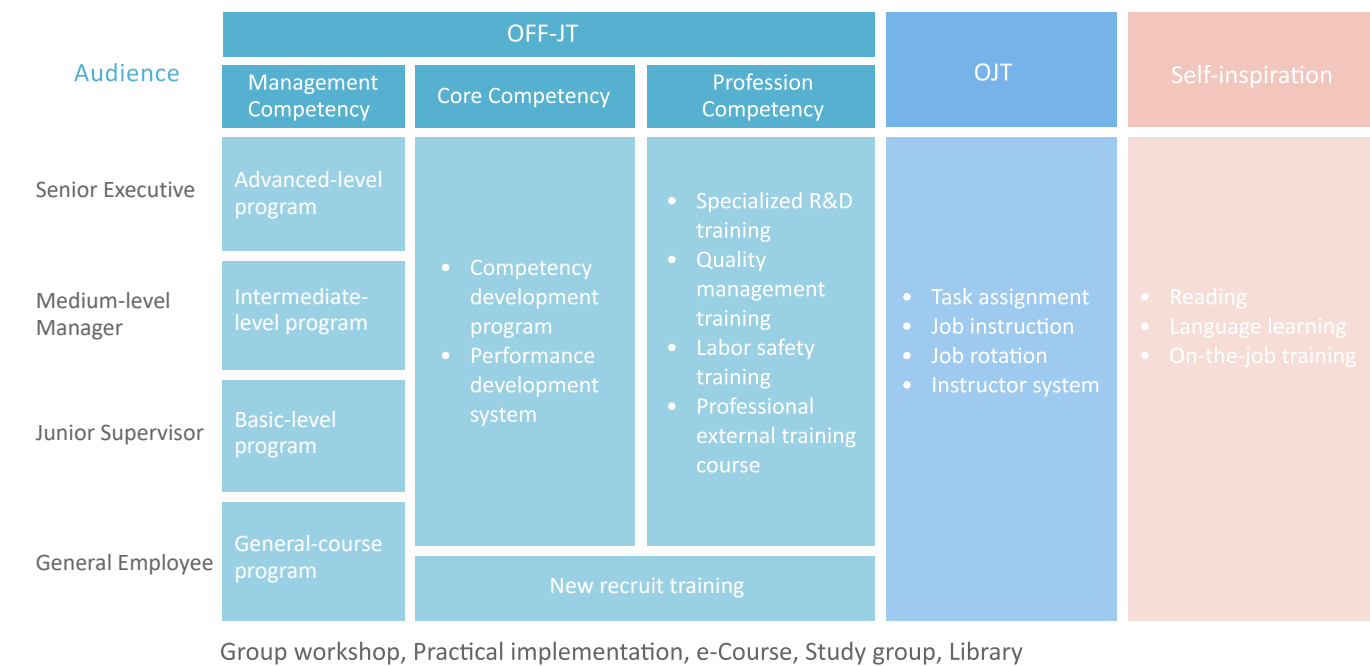 Audience
OFF-JT
Management
Competency
Core Competency
Profession
Competency
OJT
Self-inspiration
Senior Executive
Advanced-level
program
Medium-level
Manager
Intermediate-
level program
Junior Supervisor
Basic-level
program
General Employee
General-course
program
• Competency
development
program
• Performance
development
system
• Specialized R&D
training
• Quality
management
training
• Labor safety
training
• Professional
external training
course
New recruit training
• Task assignment
• Job instruction
• Job rotation
• Instructor system
• Reading
• Language learning
• On-the-job training
Group workshop, Practical implementation, e-Course, Study group, Library